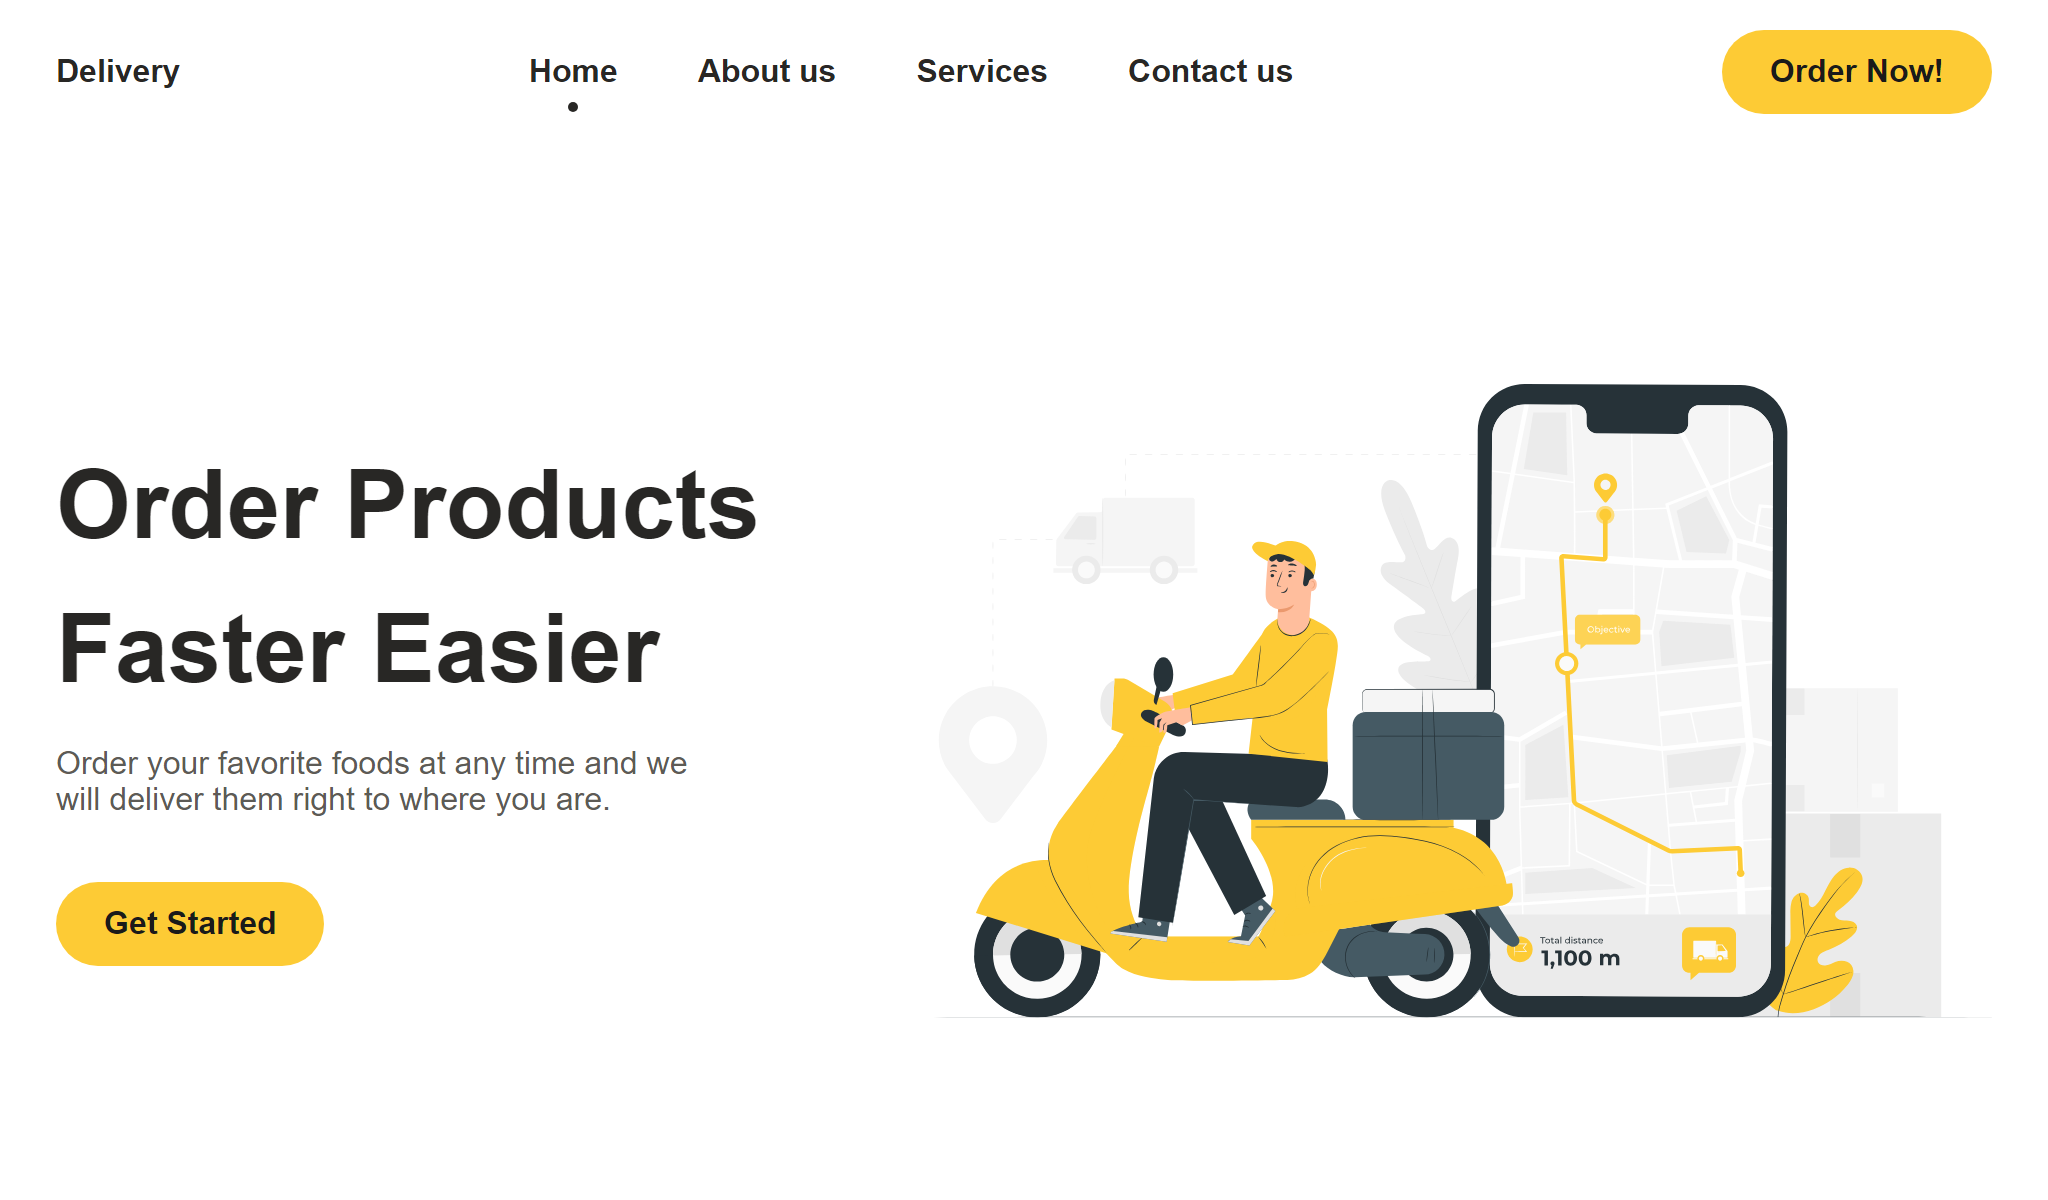 Delivery
Home
About us
Services
Contact us
Order Now!
Order Products
Faster Easier
Order your favorite foods at any time and we
will deliver them right to where you are.
Get Started
Objective
Total distance
1,100 m